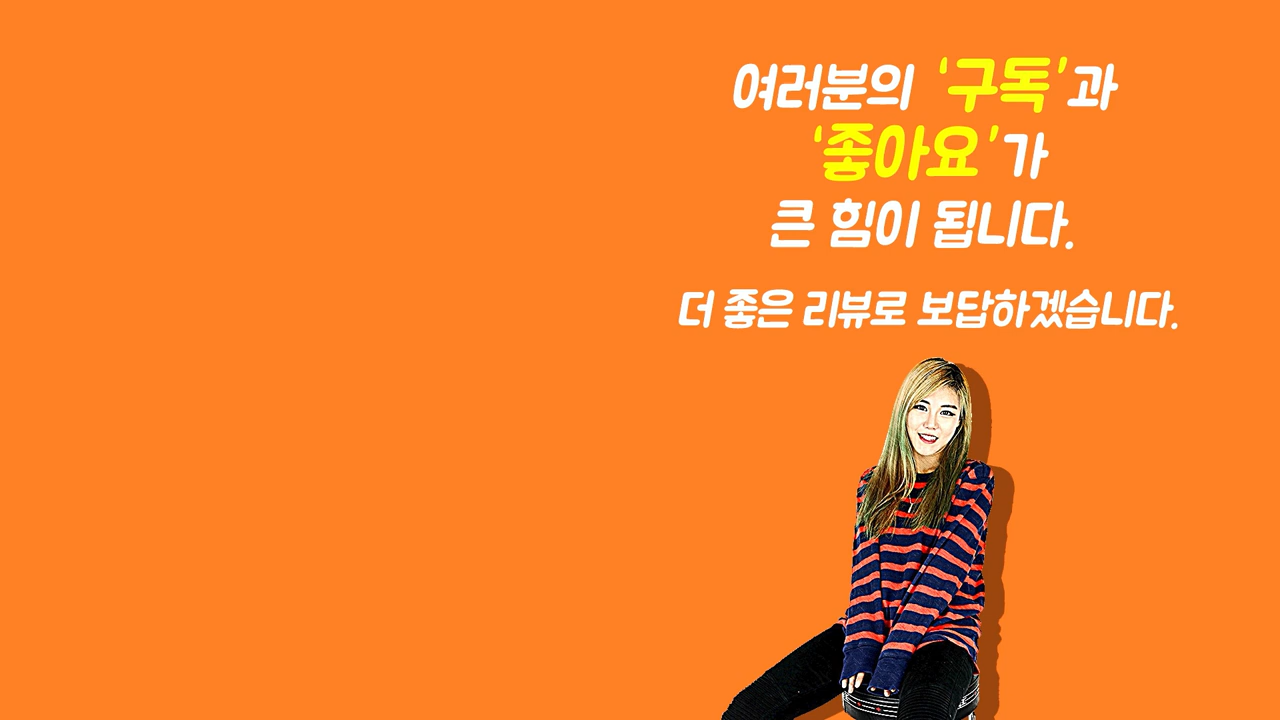 여러분의 '구독'과
'좋아요'가
큰 힘이 됩니다.
더 좋은 리뷰로 보답하겠습니다.